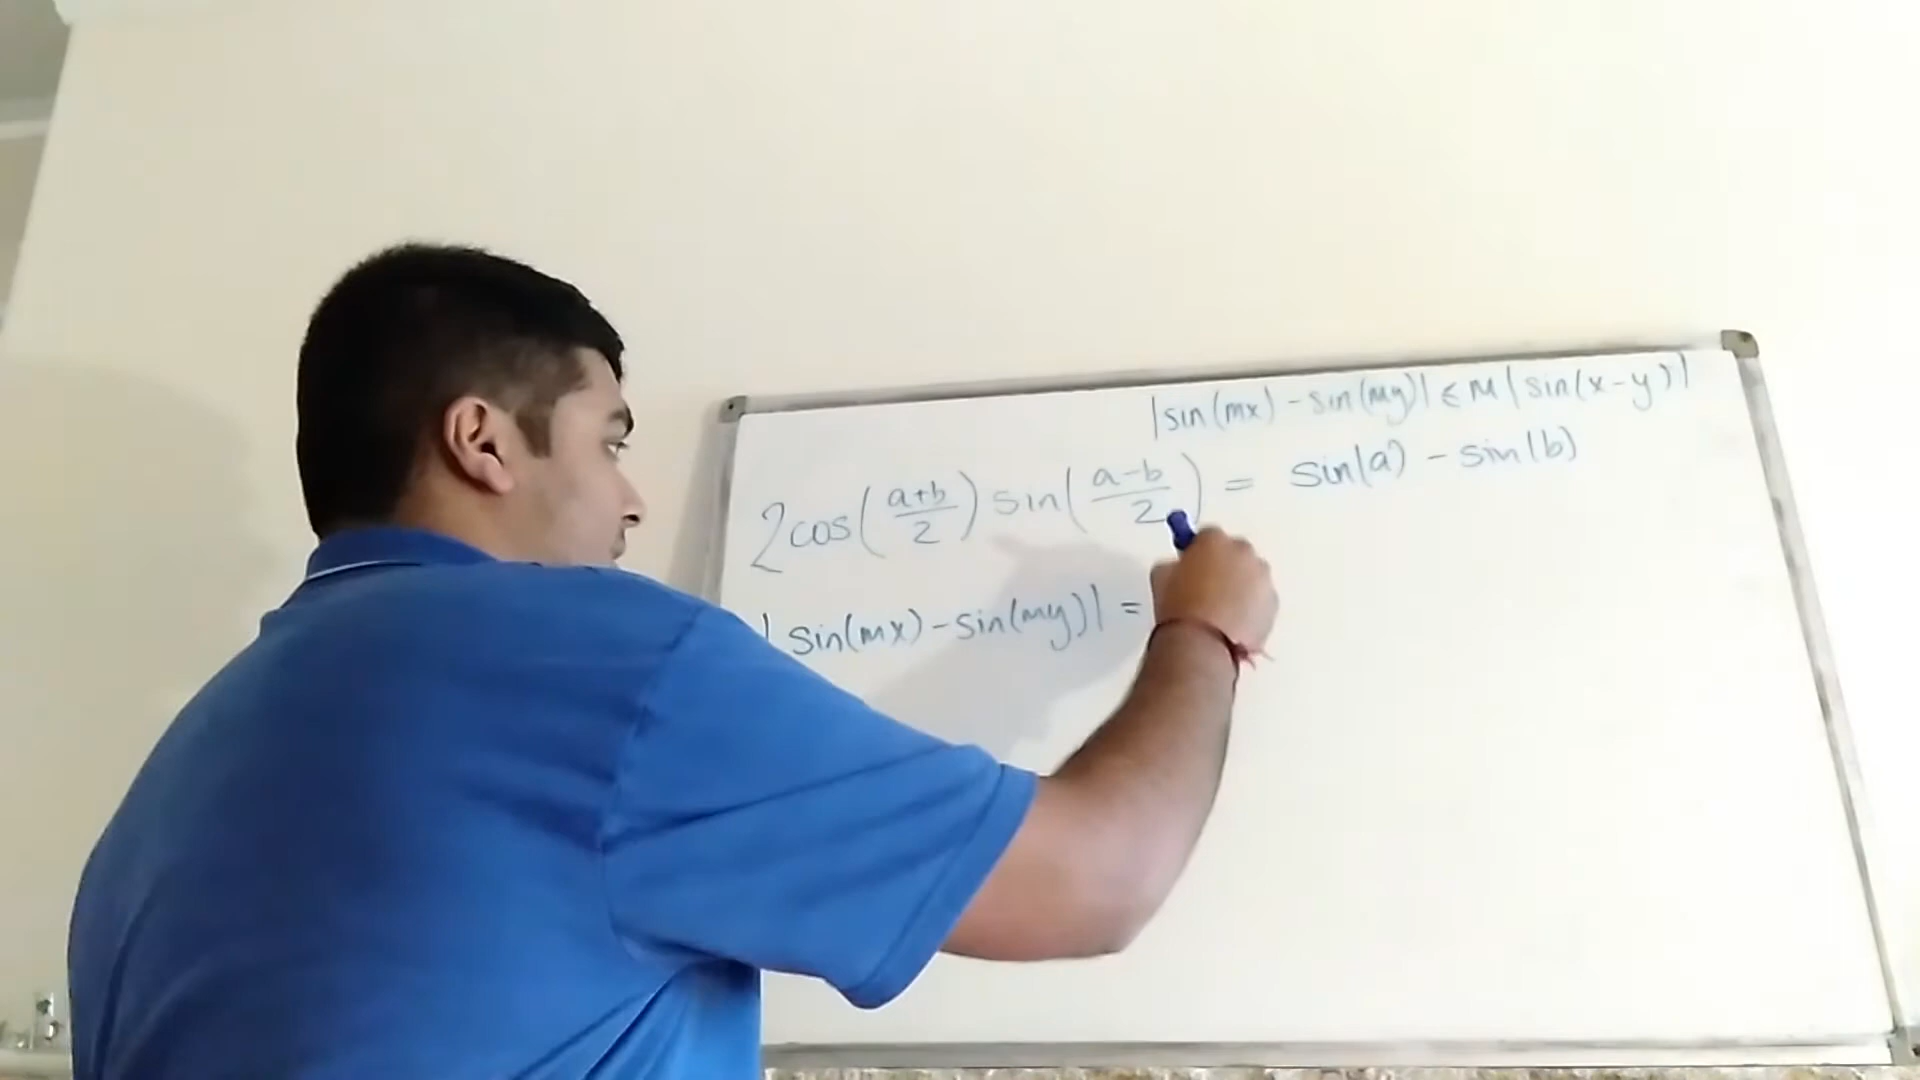 |sin(mx) - sin(my)| ≤ M |sin(x-y)|
2cos((a+b)/2) sin((a-b)/2) = sin(a) - sin(b)
| sin(mx) - sin(my)| =